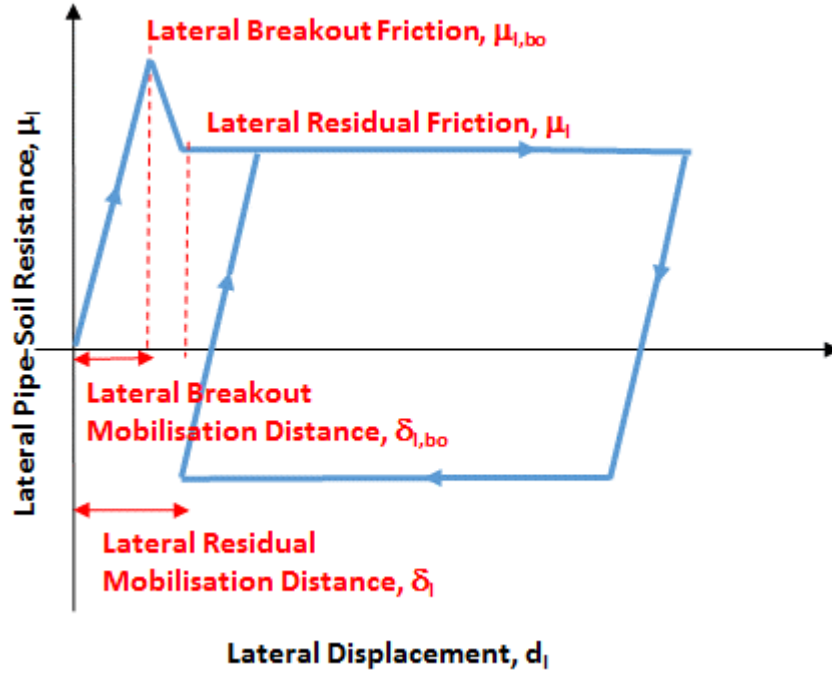 Lateral Breakout Friction, μl,bo
Lateral Residual Friction, μl
Lateral Pipe-Soil Resistance, μl
Lateral Breakout
Mobilisation Distance, δl,bo
Lateral Residual
Mobilisation Distance, δl
Lateral Displacement, dl